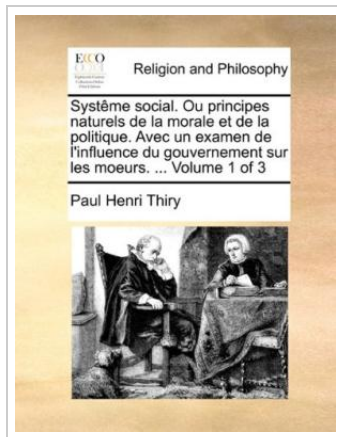 ECCO
Religion and Philosophy
Systême social. Ou principes
naturels de la morale et de la
politique. Avec un examen de
l'influence du gouvernement sur
les moeurs. ... Volume 1 of 3
Paul Henri Thiry